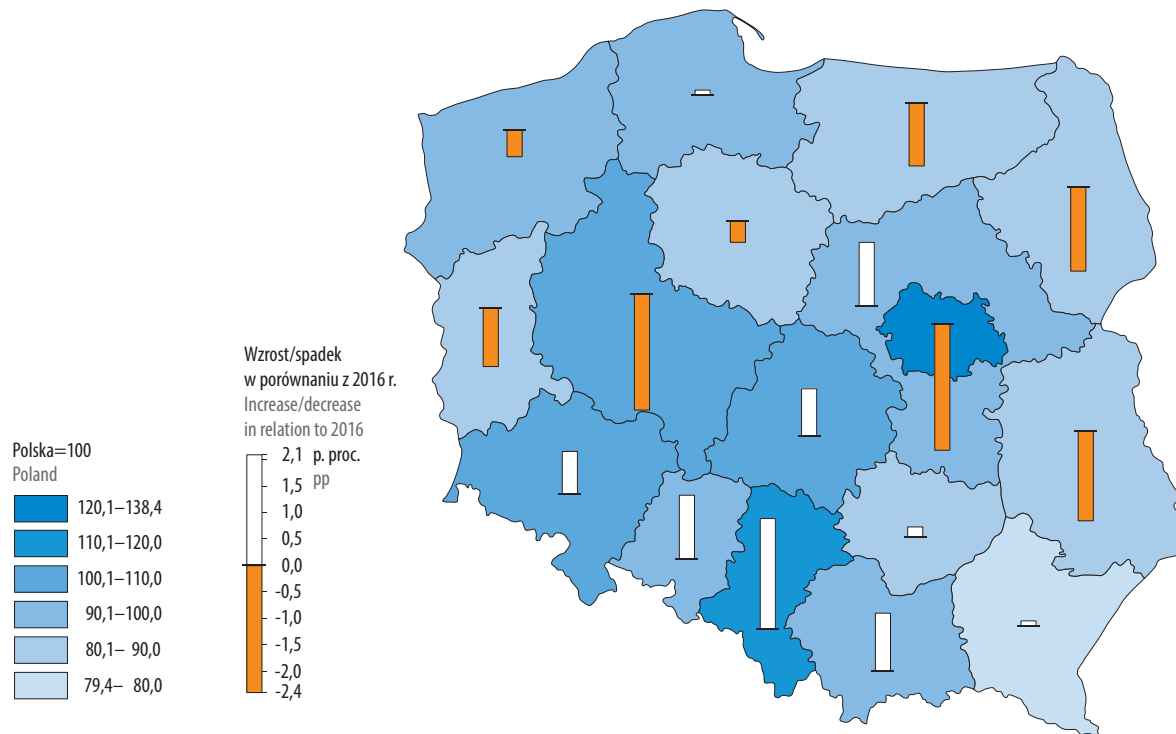 Wzrost/spadek
w porównaniu z 2016 r.
Increase/decrease
in relation to 2016
Polska=100
Poland
120,1–138,4
110,1–120,0
100,1–110,0
90,1–100,0
80,1– 90,0
79,4– 80,0
2,1 p. proc.
pp
1,5
1,0
0,5
0,0
-0,5
-1,0
-1,5
-2,0
-2,4